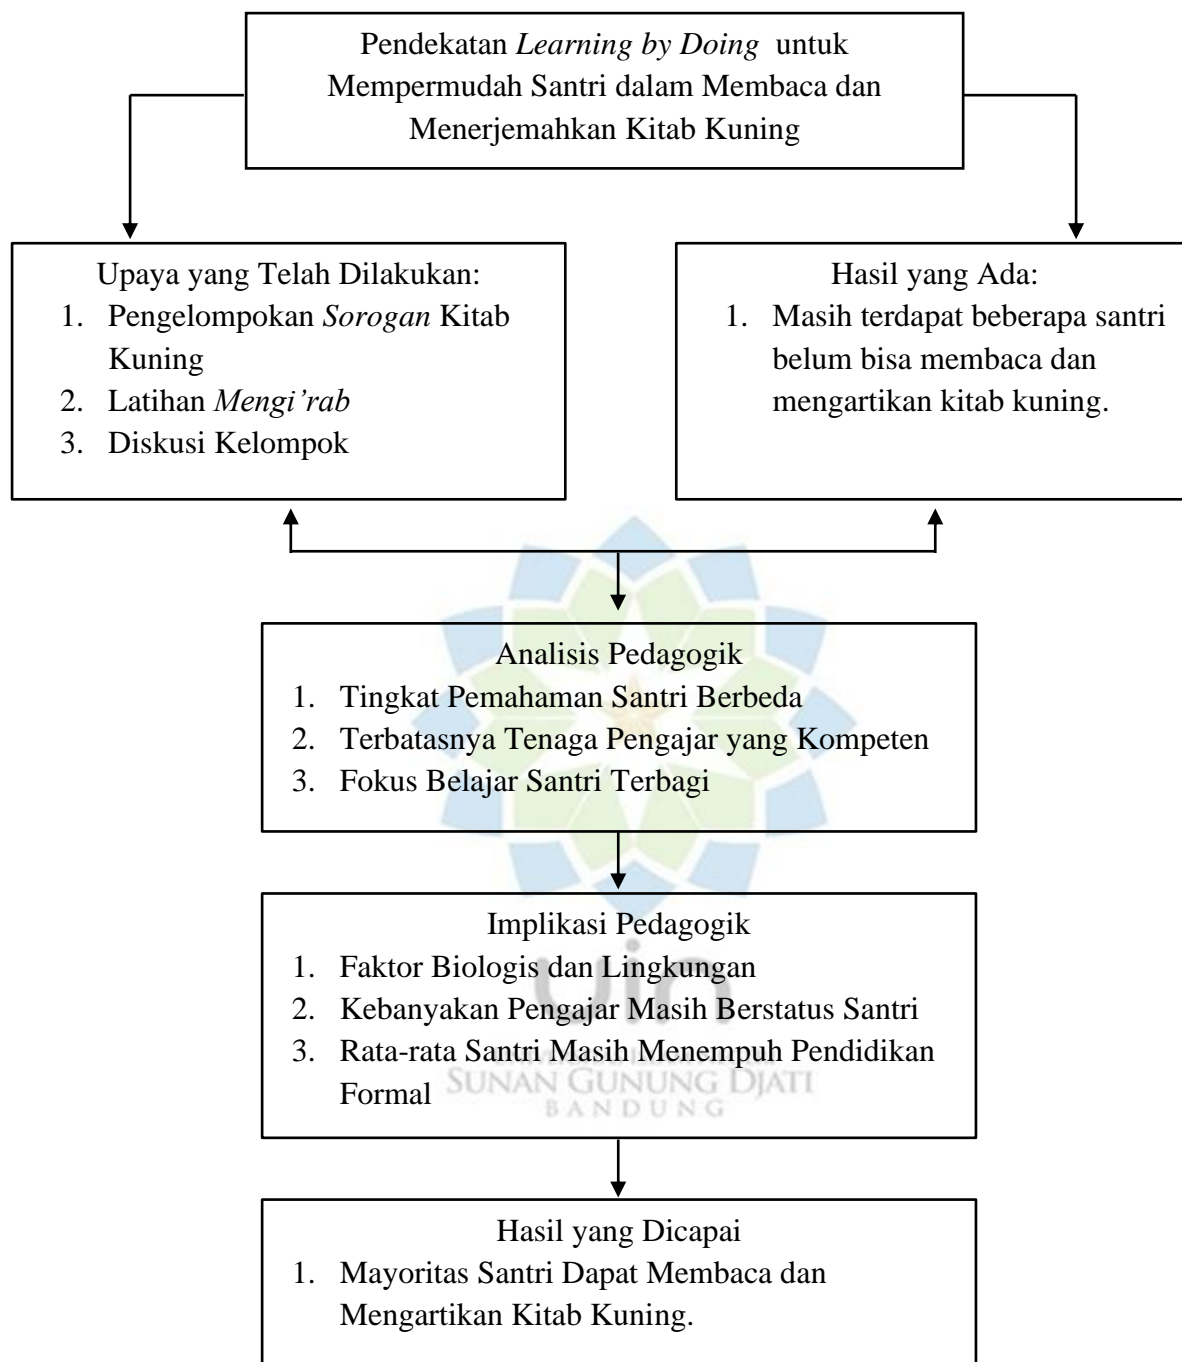 Pendekatan Learning by Doing untuk
Mempermudah Santri dalam Membaca dan
Menerjemahkan Kitab Kuning
Upaya yang Telah Dilakukan:
1. Pengelompokan Sorogan Kitab
Kuning
2. Latihan Mengi’rab
3. Diskusi Kelompok
Hasil yang Ada:
1. Masih terdapat beberapa santri
belum bisa membaca dan
mengartikan kitab kuning.
Analisis Pedagogik
1. Tingkat Pemahaman Santri Berbeda
2. Terbatasnya Tenaga Pengajar yang Kompeten
3. Fokus Belajar Santri Terbagi
Implikasi Pedagogik
1. Faktor Biologis dan Lingkungan
2. Kebanyakan Pengajar Masih Berstatus Santri
3. Rata-rata Santri Masih Menempuh Pendidikan
Formal
uin
SUNAN GUNUNG DJATI
BANDUNG
Hasil yang Dicapai
1. Mayoritas Santri Dapat Membaca dan
Mengartikan Kitab Kuning.